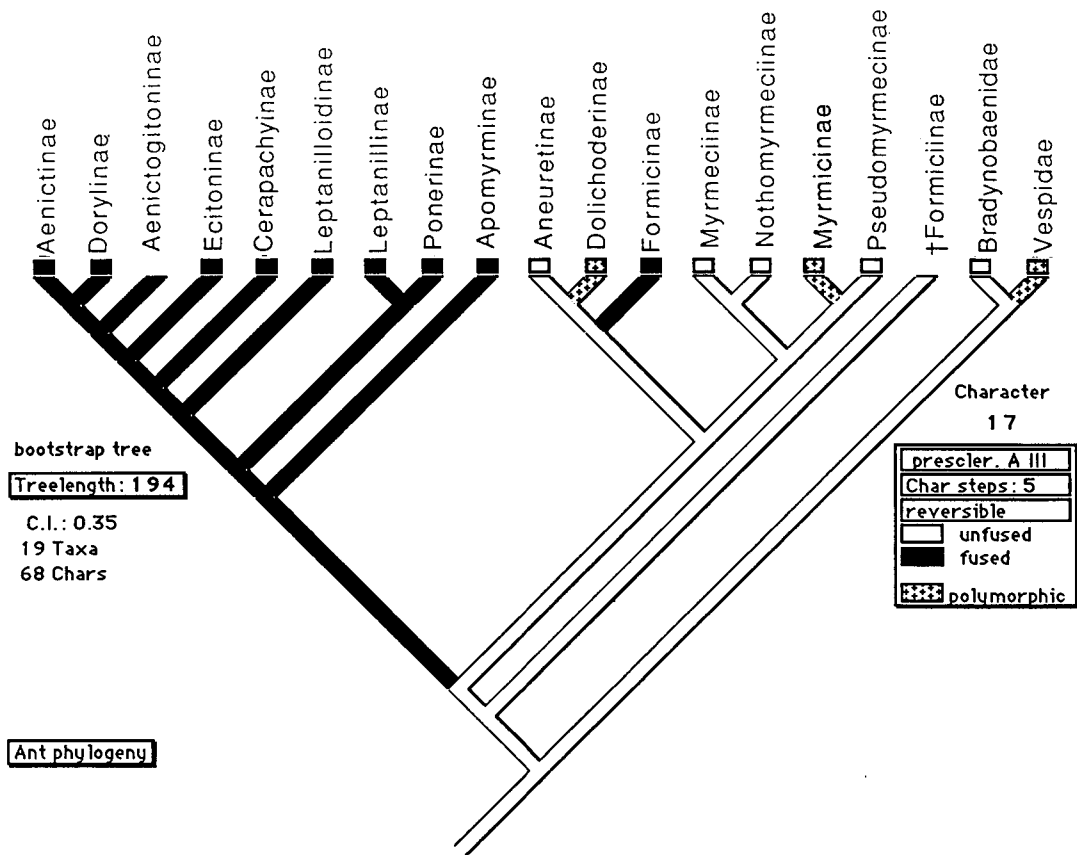 Aenictinae
Dorylinae
Aenictogitoninae
Ecitoninae
Cerapachyinae
Leptanilloidinae
Leptanillinae
Ponerinae
Apomyrminae
Aneuretinae
Dolichoderinae
Formicinae
Myrmeciinae
Nothomyrmeciinae
Myrmicinae
Pseudomyrmecinae
†Formiciinae
Bradynobaenidae
Vespidae
bootstrap tree
Treelength: 194
C.I.: 0.35
19 Taxa
68 Chars
Ant phylogeny
Character
17
prescler. A III
Char steps: 5
reversible
unfused
fused
polymorphic